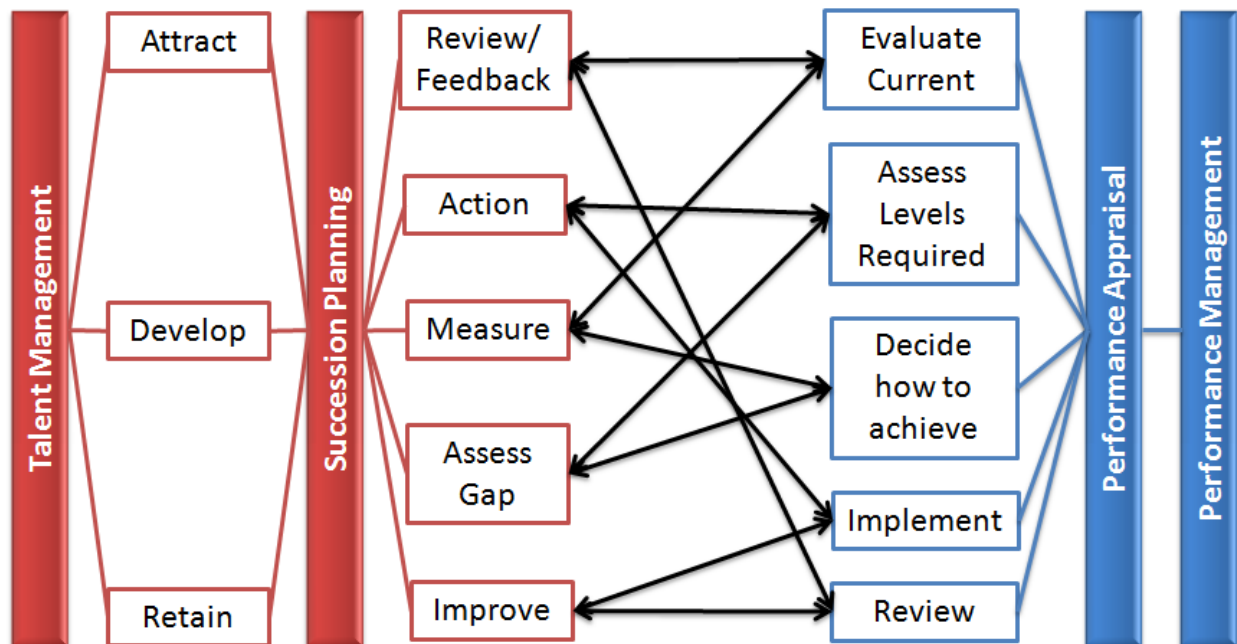 Talent Management
Attract
Develop
Retain
Succession Planning
Review/
Feedback
Action
Measure
Assess
Gap
Improve
Evaluate
Current
Assess
Levels
Required
Decide
how to
achieve
Implement
Review
Performance Appraisal
Performance Management